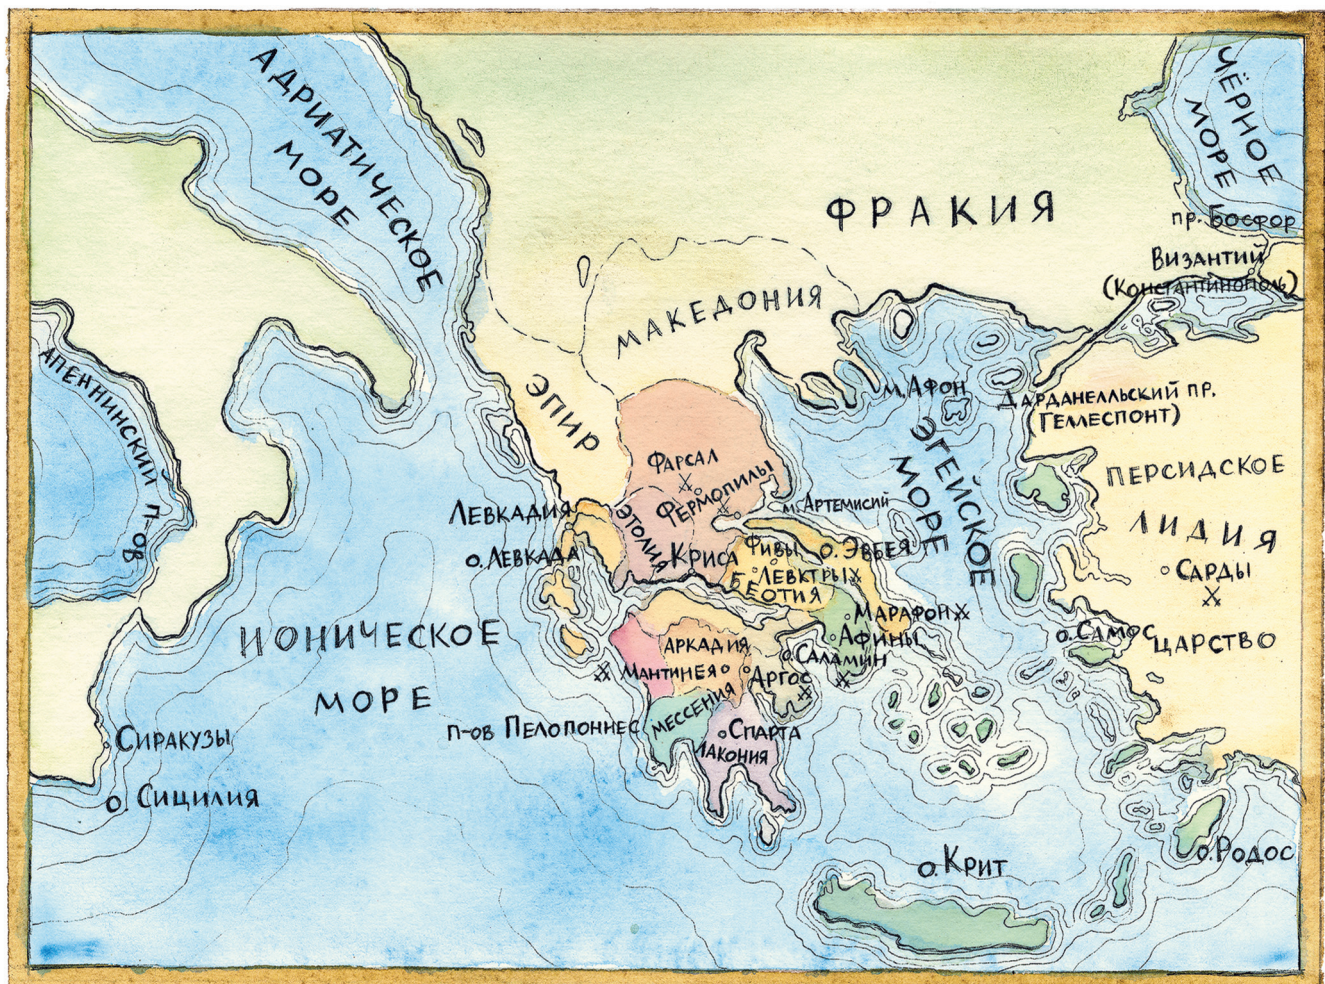 АДРИАТИЧЕСКОЕ
МОРЕ
ЧЁРНОЕ
МОРЕ
ФРАКИЯ
пр. Босфор
ВИЗАНТИЙ
(КОНСТАНТИНОПОЛЬ)
МАКЕДОНИЯ
АПЕННИНСКИЙ П-ОВ
ЭПИР
м. АФОН
ДАРДАНЕЛЛЬСКИЙ ПР.
(ГЕЛЛЕСПОНТ)
ЭГЕЙСКОЕ
МОРЕ
ФАРСАЛ
ФЕРМОПИЛЫ
ПЕРСИДСКОЕ
ЛЕВКАДИЯ
ЭТОЛИЯ
м. АРТЕМИСИЙ
ЛИДИЯ
о. ЛЕВКАДА
КРИСА
ФИВЫ
о. ЭВБЕЯ
САРДЫ
ЛЕВКТРЫ
БЕОТИЯ
МАРАФОН
ИОНИЧЕСКОЕ
МОРЕ
АРКАДИЯ
АФИНЫ
о. САМОС
ЦАРСТВО
о. САЛАМИН
МАНТИНЕЯ
АРГОС
МЕССЕНИЯ
п-ов ПЕЛОПОННЕС
СПАРТА
ЛАКОНИЯ
СИРАКУЗЫ
о. СИЦИЛИЯ
о. КРИТ
о. РОДОС